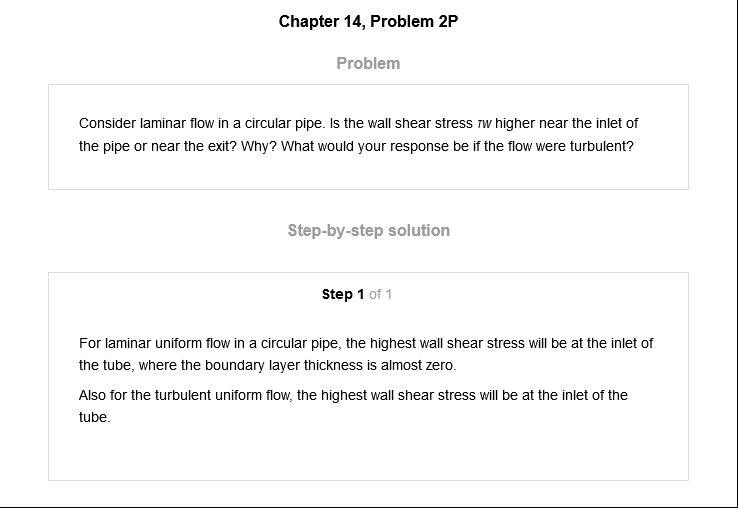 Chapter 14, Problem 2P
Problem
Consider laminar flow in a circular pipe. Is the wall shear stress τw higher near the inlet of
the pipe or near the exit? Why? What would your response be if the flow were turbulent?
Step-by-step solution
Step 1 of 1
For laminar uniform flow in a circular pipe, the highest wall shear stress will be at the inlet of
the tube, where the boundary layer thickness is almost zero.
Also for the turbulent uniform flow, the highest wall shear stress will be at the inlet of the
tube.